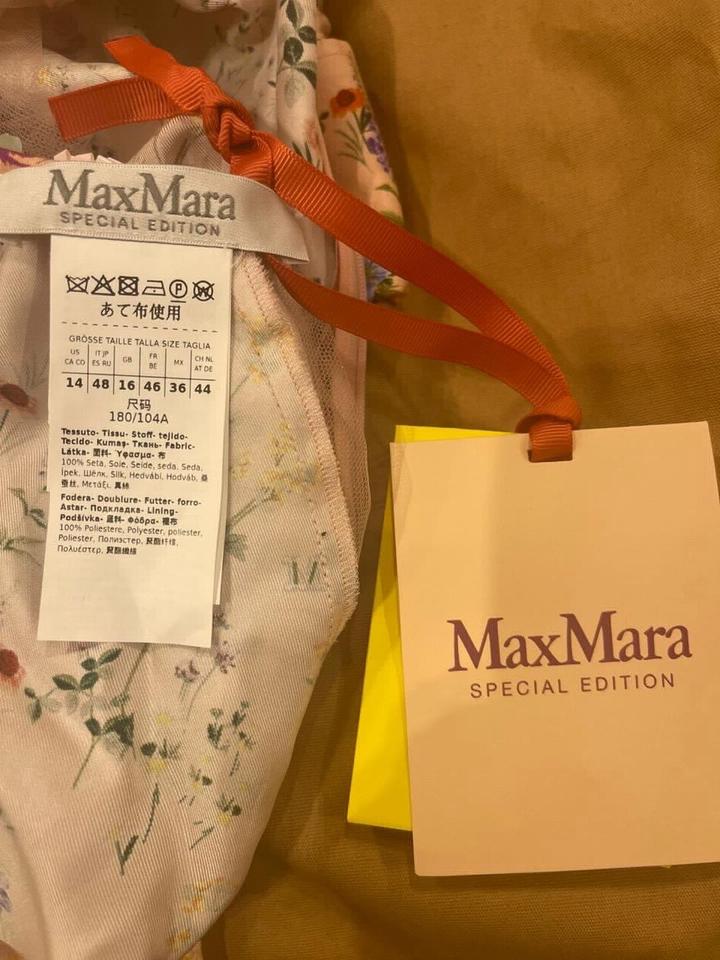 MaxMara
SPECIAL EDITION
あて布使用
GRÖSSE TAILLE TALLA SIZE TAGLIA
US CA CO
IT JP ES RU
GB
FR BE
MX
CH NL AT DE
14 48 16 46 36 44
尺码
180/104A
Tessuto- Tissu- Stoff- tejido-
Tecido- Kumaş- Ткань- Fabric-
Látka- 面料- Ύφασμα- 布
100% Seta, Soie, Seide, seda, Seda,
İpek, Шёлк, Silk, Hedvábí, Hodváb, 桑
蚕丝, Μετάξι, 真絲
Fodera- Doublure- Futter- forro-
Astar- Подкладка- Lining-
Podšívka- 底料- Φόδρα- 裡布
100% Poliestere, Polyester, poliester,
Polyester, Полиэстер, 聚酯纤维,
Πολυέστερ, 聚酯纖維
MaxMara
SPECIAL EDITION